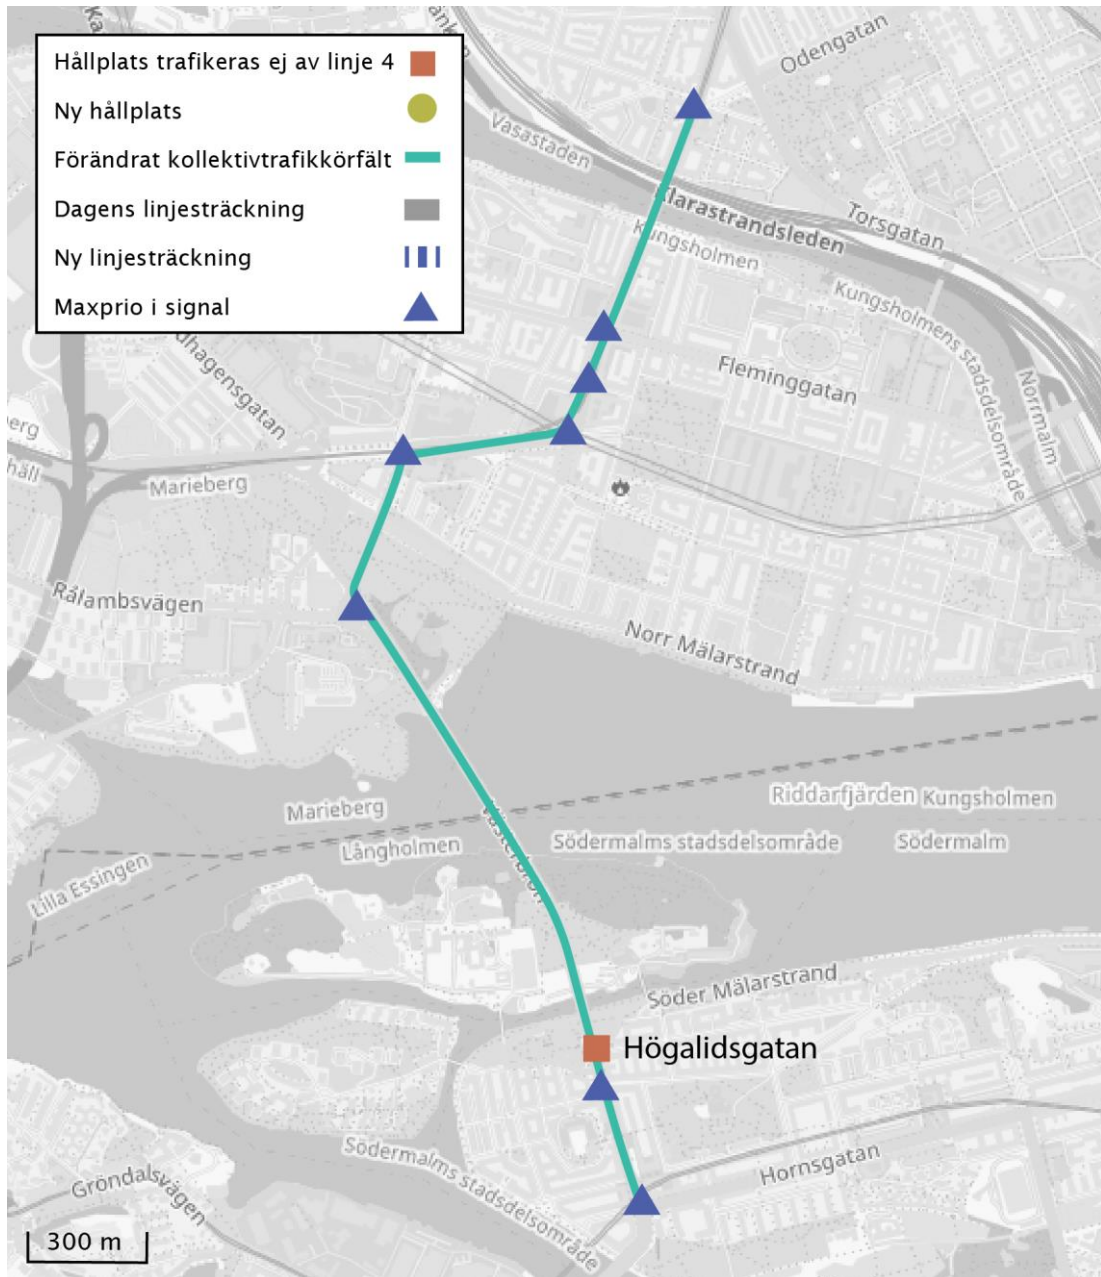 Hållplats trafikeras ej av linje 4
Ny hållplats
Förändrat kollektivtrafikkörfält
Dagens linjesträckning
Ny linjesträckning
Maxprio i signal
Odengatan
Vasastaden
Klarastrandsleden
Torsgatan
Kungsholmen
Kungsholmens stadsdelsområde
Norrmalm
Fleminggatan
Marieberg
Rålambsvägen
Norr Mälarstrand
Riddarfjärden
Kungsholmen
Marieberg
Långholmen
Västerbron
Södermalms stadsdelsområde
Södermalm
Lilla Essingen
Söder Mälarstrand
Högalidsgatan
Södermalms stadsdelsområde
Hornsgatan
Gröndalsvägen
300 m